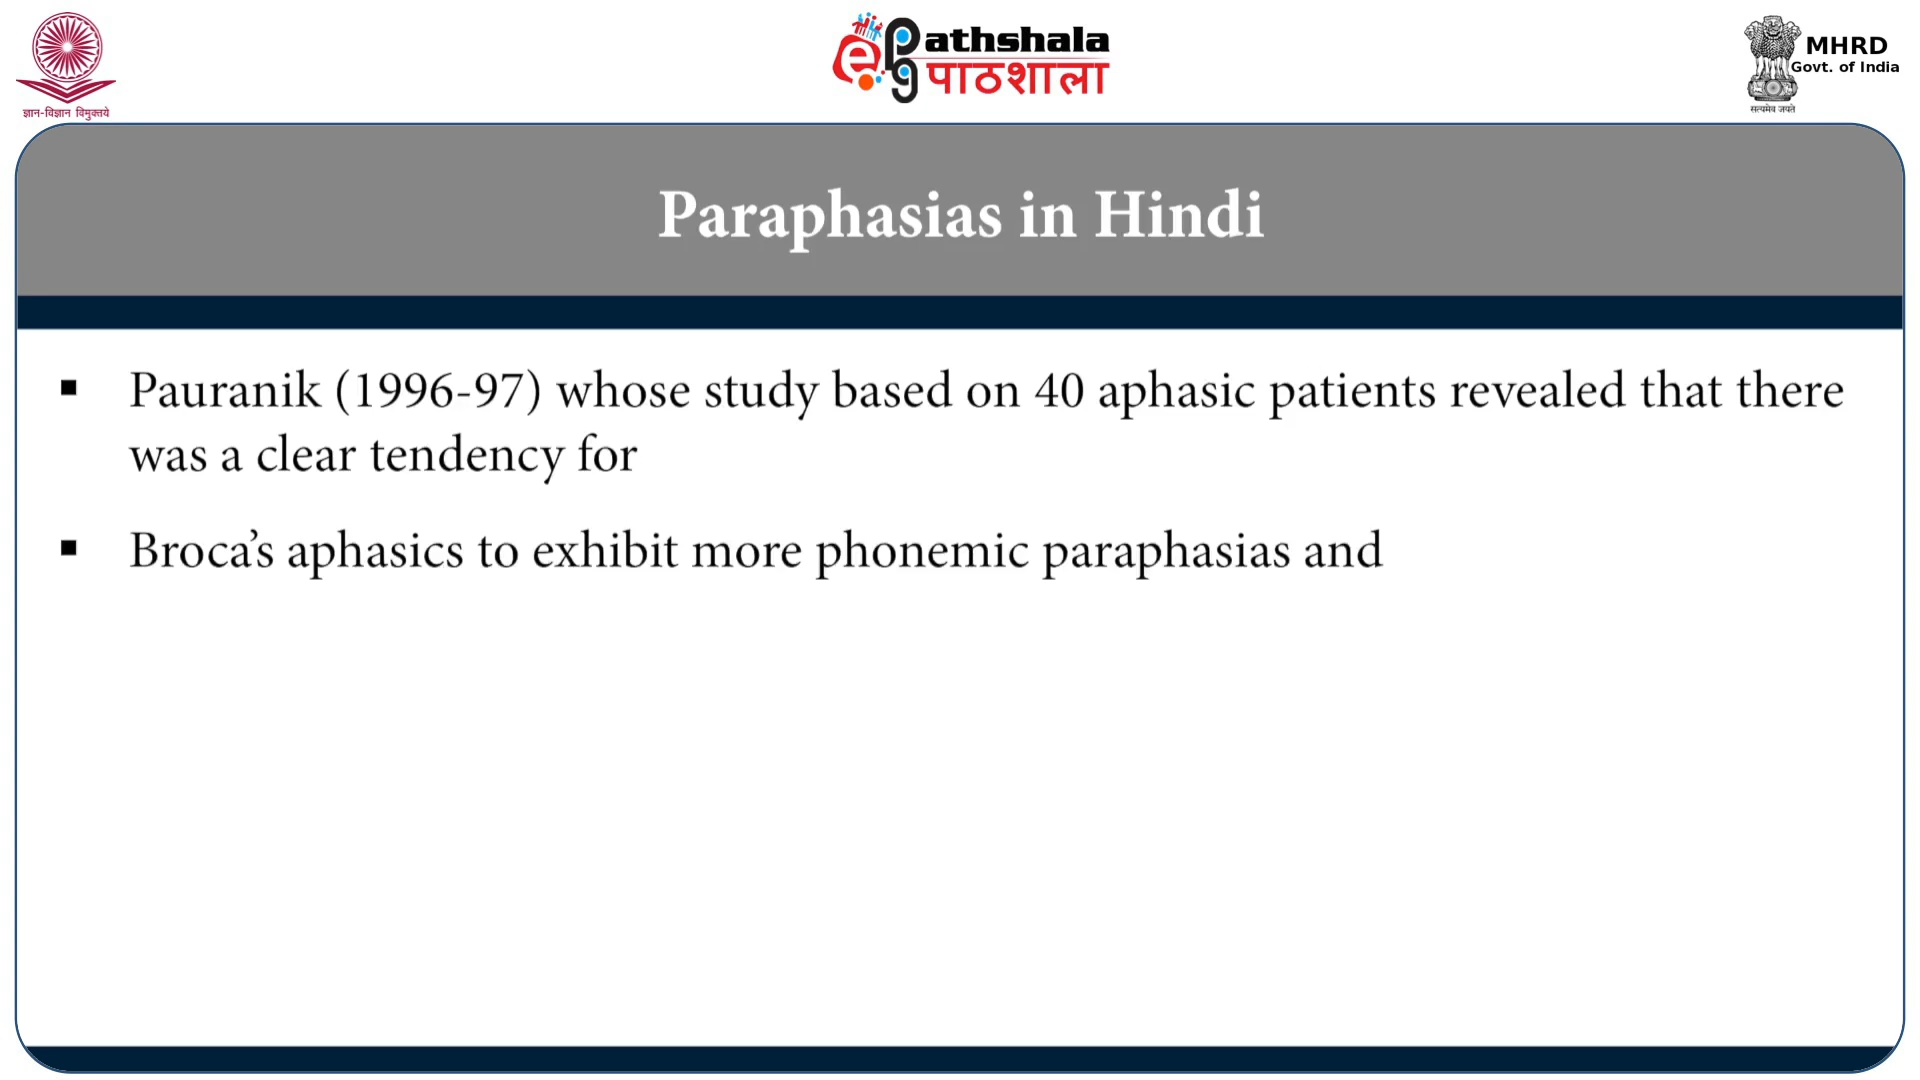 ज्ञान-विज्ञान विमुक्तये
ePathshala
पाठशाला
MHRD
Govt. of India
सत्यमेव जयते
Paraphasias in Hindi
▪ Pauranik (1996-97) whose study based on 40 aphasic patients revealed that there
was a clear tendency for
▪ Broca’s aphasics to exhibit more phonemic paraphasias and